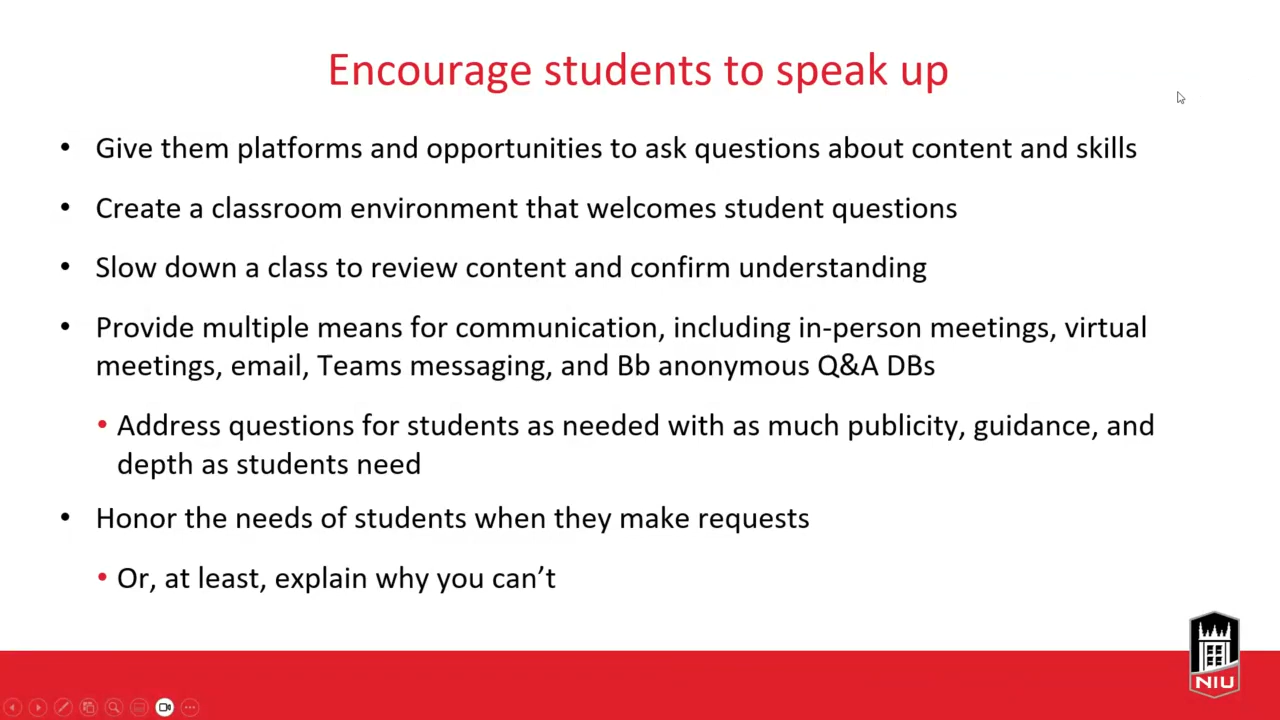 Encourage students to speak up
• Give them platforms and opportunities to ask questions about content and skills
• Create a classroom environment that welcomes student questions
• Slow down a class to review content and confirm understanding
• Provide multiple means for communication, including in-person meetings, virtual
meetings, email, Teams messaging, and Bb anonymous Q&A DBs
• Address questions for students as needed with as much publicity, guidance, and
depth as students need
• Honor the needs of students when they make requests
• Or, at least, explain why you can’t
NIU